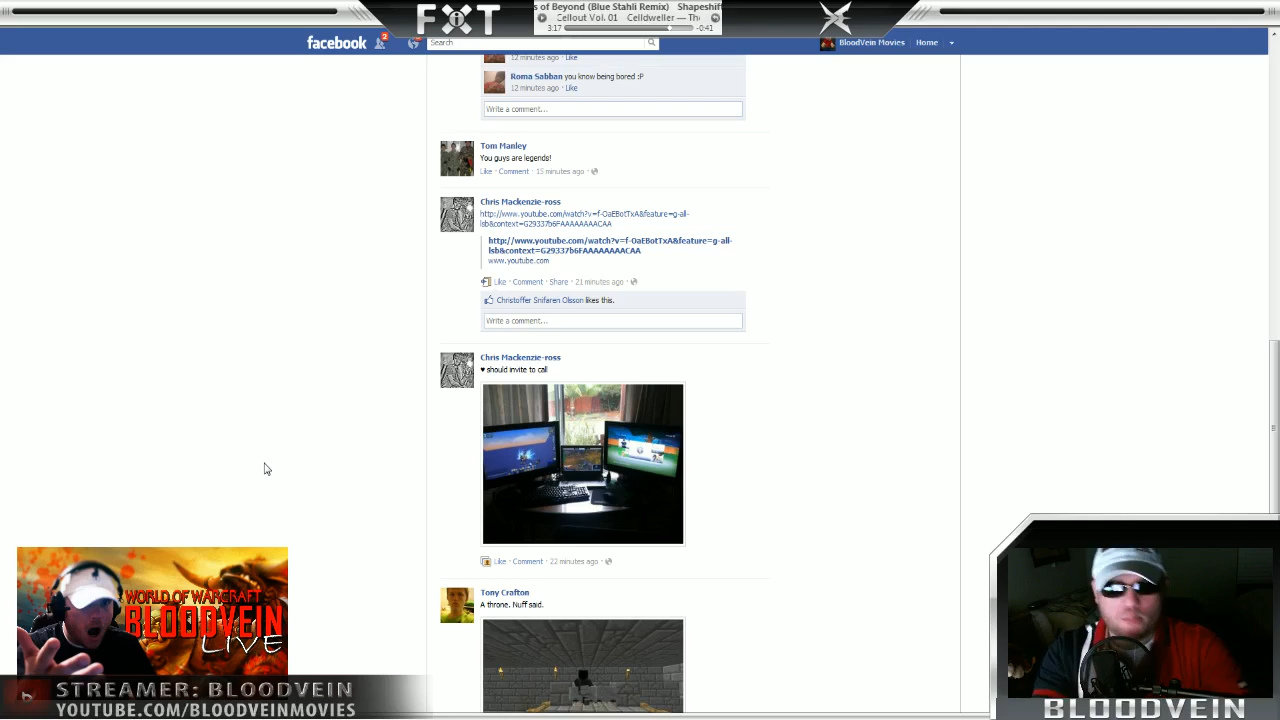 s of Beyond (Blue Stahli Remix)   Shapeshift
Cellout Vol. 01   Celldweller — Th
3:17
-0:41
FXT
facebook
2
Search
BloodVein Movies
Home
12 minutes ago · Like
Roma Sabban you know being bored :P
12 minutes ago · Like
Write a comment...
Tom Manley
You guys are legends!
Like · Comment · 15 minutes ago ·
Chris Mackenzie-ross
http://www.youtube.com/watch?v=f-OaEBotTxA&feature=g-all-
lsb&context=G29337b6FAAAAAAAACAA
http://www.youtube.com/watch?v=f-OaEBotTxA&feature=g-all-
lsb&context=G29337b6FAAAAAAAACAA
www.youtube.com
Like · Comment · Share · 21 minutes ago ·
Christoffer Snifaren Olsson likes this.
Write a comment...
Chris Mackenzie-ross
♥ should invite to call
Like · Comment · 22 minutes ago ·
Tony Crafton
A throne. Nuff said.
WORLD OF WARCRAFT
BLOODVEIN
LIVE
STREAMER: BLOODVEIN
YOUTUBE.COM/BLOODVEINMOVIES
BLOODVEIN